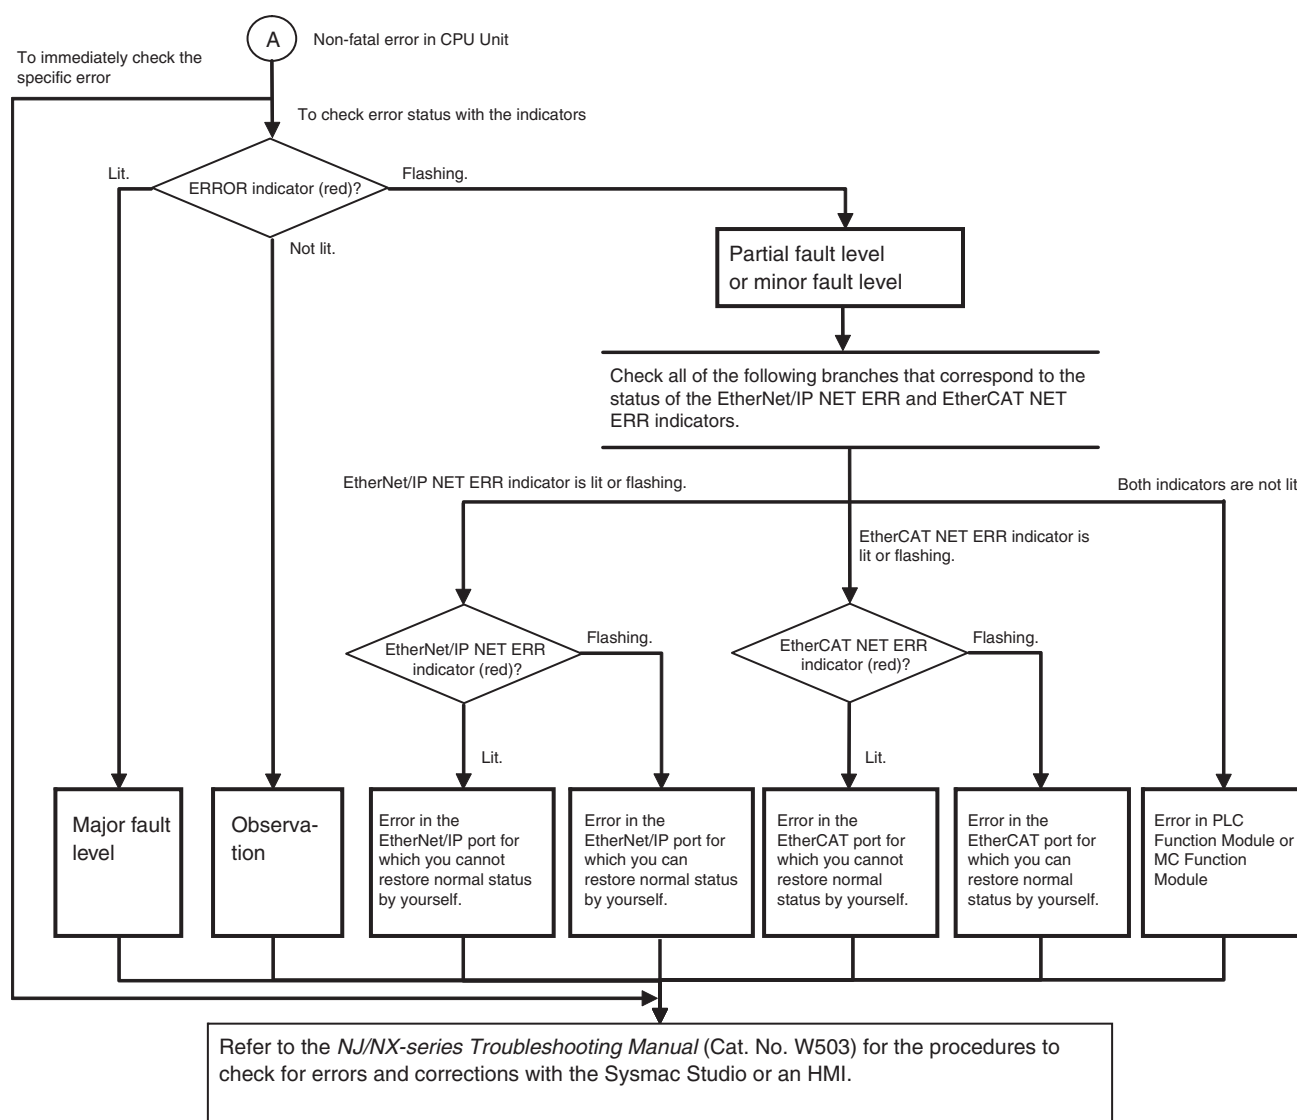 A
Non-fatal error in CPU Unit
To immediately check the
specific error
To check error status with the indicators
Lit.
ERROR indicator (red)?
Flashing.
Not lit.
Partial fault level
or minor fault level
Check all of the following branches that correspond to the
status of the EtherNet/IP NET ERR and EtherCAT NET
ERR indicators.
EtherNet/IP NET ERR indicator is lit or flashing.
Both indicators are not lit
EtherCAT NET ERR indicator is
lit or flashing.
EtherNet/IP NET ERR
indicator (red)?
Flashing.
EtherCAT NET ERR
indicator (red)?
Flashing.
Lit.
Lit.
Major fault
level
Observa-
tion
Error in the
EtherNet/IP port for
which you cannot
restore normal status
by yourself.
Error in the
EtherNet/IP port for
which you can
restore normal status
by yourself.
Error in the
EtherCAT port for
which you cannot
restore normal
status by yourself.
Error in the
EtherCAT port for
which you can
restore normal
status by yourself.
Error in PLC
Function Module or
MC Function
Module
Refer to the NJ/NX-series Troubleshooting Manual (Cat. No. W503) for the procedures to
check for errors and corrections with the Sysmac Studio or an HMI.